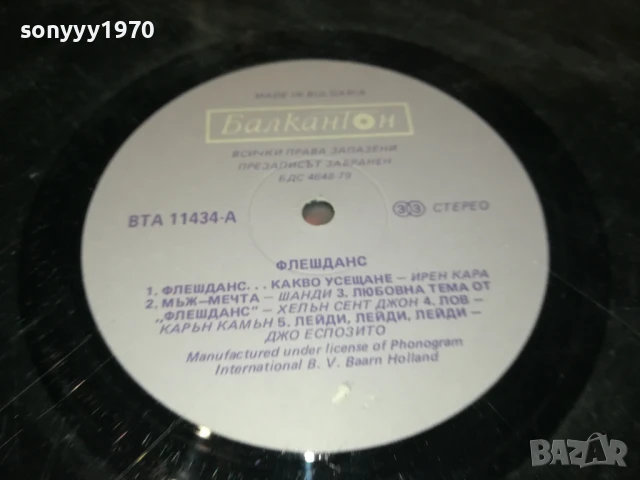 sonyyy1970
MADE IN BULGARIA
БалканТон
ВСИЧКИ ПРАВА ЗАПАЗЕНИ
ПРЕЗАПИСЪТ ЗАБРАНЕН
БДС 4048-79
ВТА 11434-А
33 СТЕРЕО
ФЛЕШДАНС
1. ФЛЕШДАНС... КАКВО УСЕЩАНЕ – ИРЕН КАРА
2. МЪЖ–МЕЧТА – ШАНДИ 3. ЛЮБОВНА ТЕМА ОТ
„ФЛЕШДАНС" – ХЕЛЪН СЕНТ ДЖОН 4. ЛОВ –
КАРЪН КАМЪН 5. ЛЕЙДИ, ЛЕЙДИ, ЛЕЙДИ –
ДЖО ЕСПОЗИТО
Manufactured under license of Phonogram
International B. V. Baarn Holland
BAZAR